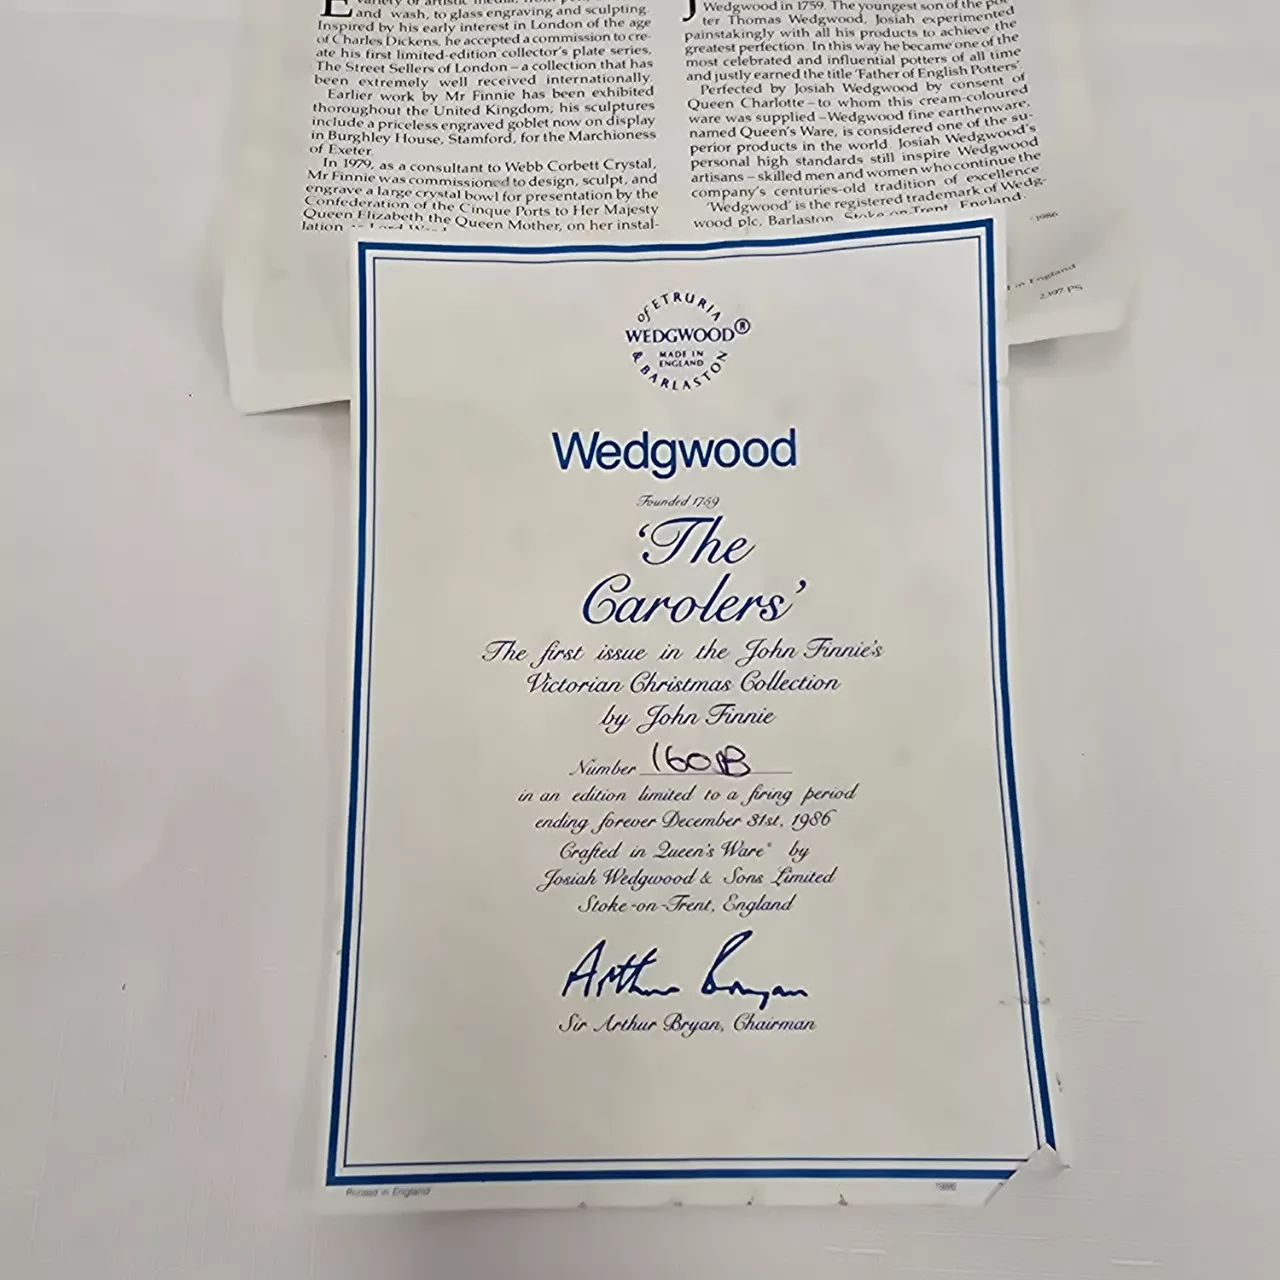 variety of artistic media, from
and wash, to glass engraving and sculpting.
Inspired by his early interest in London of the age
of Charles Dickens, he accepted a commission to cre-
ate his first limited-edition collector's plate series,
The Street Sellers of London – a collection that has
been extremely well received internationally.
Earlier work by Mr Finnie has been exhibited
thoroughout the United Kingdom; his sculptures
include a priceless engraved goblet now on display
in Burghley House, Stamford, for the Marchioness
of Exeter.
In 1979, as a consultant to Webb Corbett Crystal,
Mr Finnie was commissioned to design, sculpt, and
engrave a large crystal bowl for presentation by the
Confederation of the Cinque Ports to Her Majesty
Queen Elizabeth the Queen Mother, on her instal-
lation as Lord
Wedgwood in 1759. The youngest son of the pot-
ter Thomas Wedgwood, Josiah experimented
painstakingly with all his products to achieve the
greatest perfection. In this way he became one of the
most celebrated and influential potters of all time
and justly earned the title 'Father of English Potters'.
Perfected by Josiah Wedgwood by consent of
Queen Charlotte – to whom this cream-coloured
ware was supplied – Wedgwood fine earthenware,
named Queen's Ware, is considered one of the su-
perior products in the world. Josiah Wedgwood's
personal high standards still inspire Wedgwood
artisans – skilled men and women who continue the
company's centuries-old tradition of excellence.
'Wedgwood' is the registered trademark of Wedg-
wood plc, Barlaston, Stoke-on-Trent, England.
1986
in England
of ETRURIA
WEDGWOOD®
MADE IN
ENGLAND
& BARLASTON
Wedgwood
Founded 1759
'The
Carolers'
The first issue in the John Finnie's
Victorian Christmas Collection
by John Finnie
Number
in an edition limited to a firing period
ending forever December 31st, 1986
Crafted in Queen's Ware® by
Josiah Wedgwood & Sons Limited
Stoke-on-Trent, England
Arthur Bryan
Sir Arthur Bryan, Chairman
Printed in England
1986